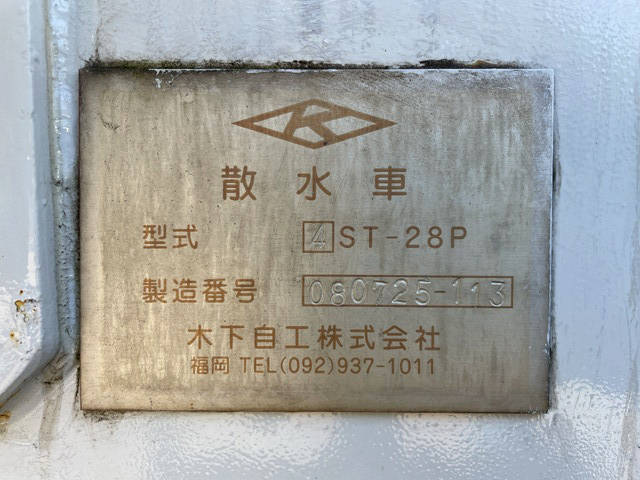 K
散水車
型式 4ST-28P
製造番号 080725-113
木下自工株式会社
福岡 TEL(092)937-1011